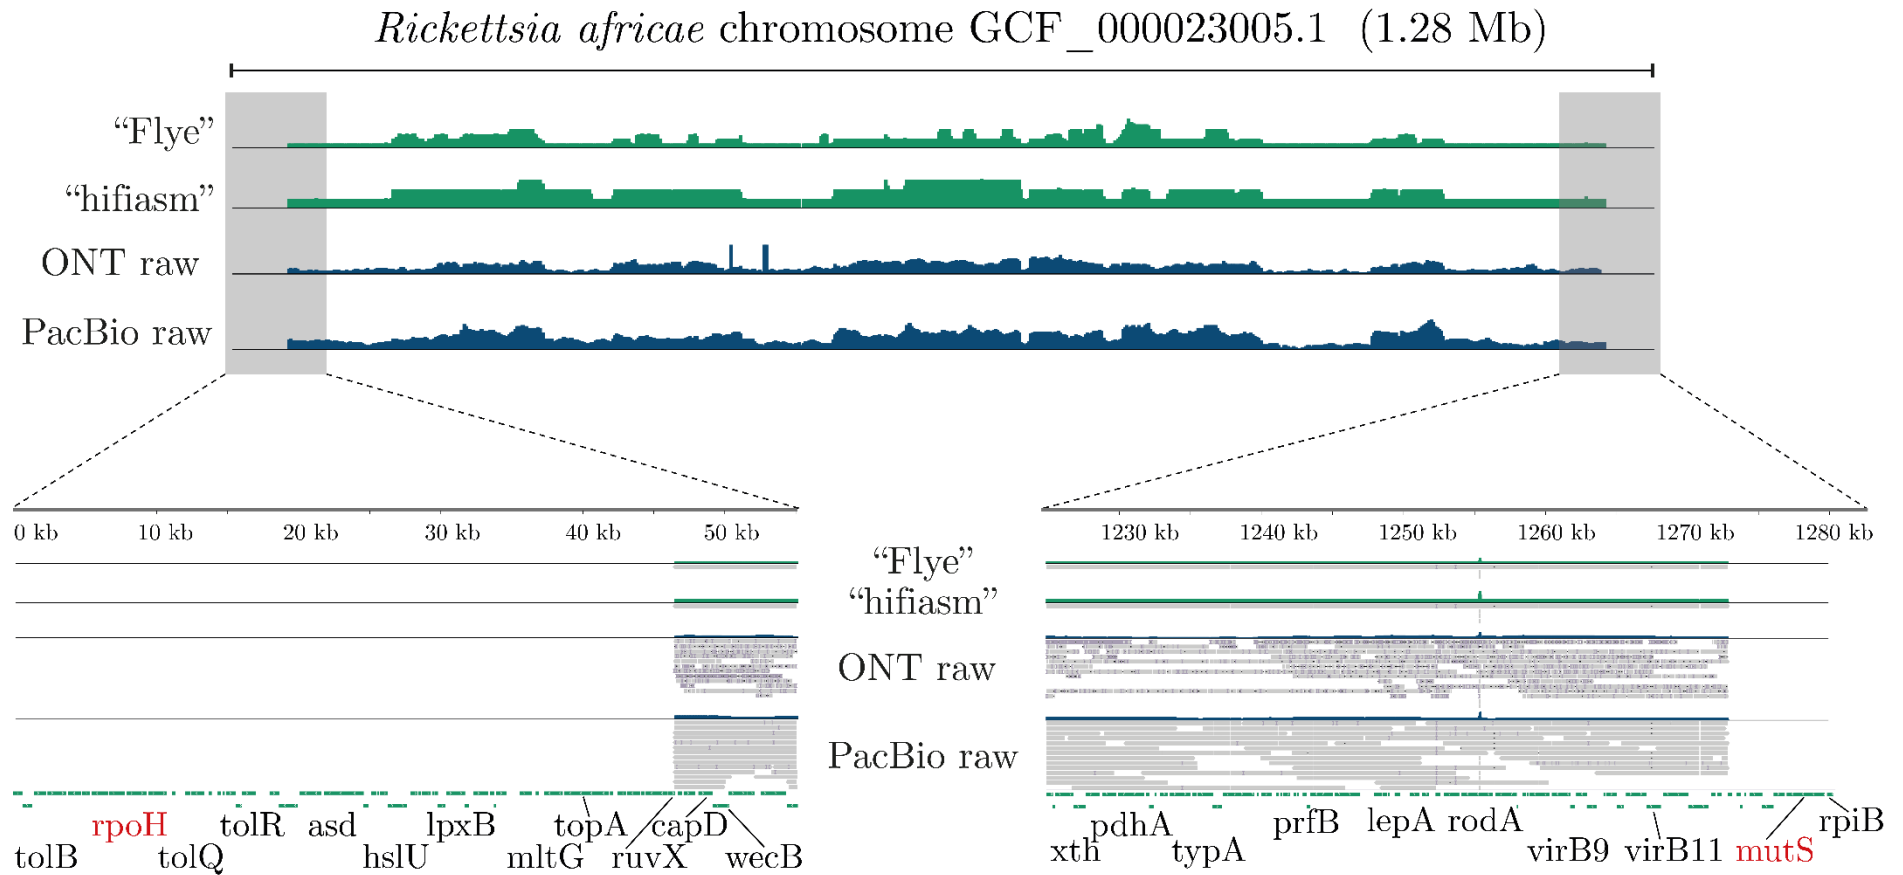 Rickettsia africae chromosome GCF_000023005.1 (1.28 Mb)
“Flye”
“hifiasm”
ONT raw
PacBio raw
0 kb 10 kb 20 kb 30 kb 40 kb 50 kb
1230 kb 1240 kb 1250 kb 1260 kb 1270 kb 1280 kb
“Flye”
“hifiasm”
ONT raw
PacBio raw
rpoH tolR asd lpxB topA capD
tolB tolQ hslU mltG ruvX wecB
pdhA prfB lepA rodA rpiB
xth typA virB9 virB11 mutS